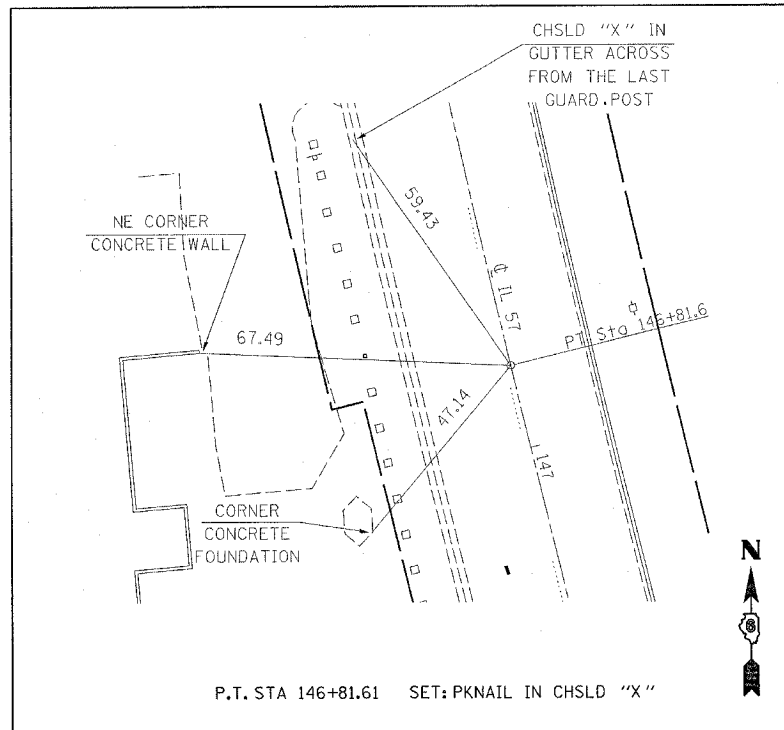 CHSLD "X" IN
GUTTER ACROSS
FROM THE LAST
GUARD POST
59.43
NE CORNER
CONCRETE WALL
67.49
℄ IL 57
PT Sta 146+81.6
47.14
147
CORNER
CONCRETE
FOUNDATION
N
6
P.T. STA 146+81.61 SET: PKNAIL IN CHSLD "X"